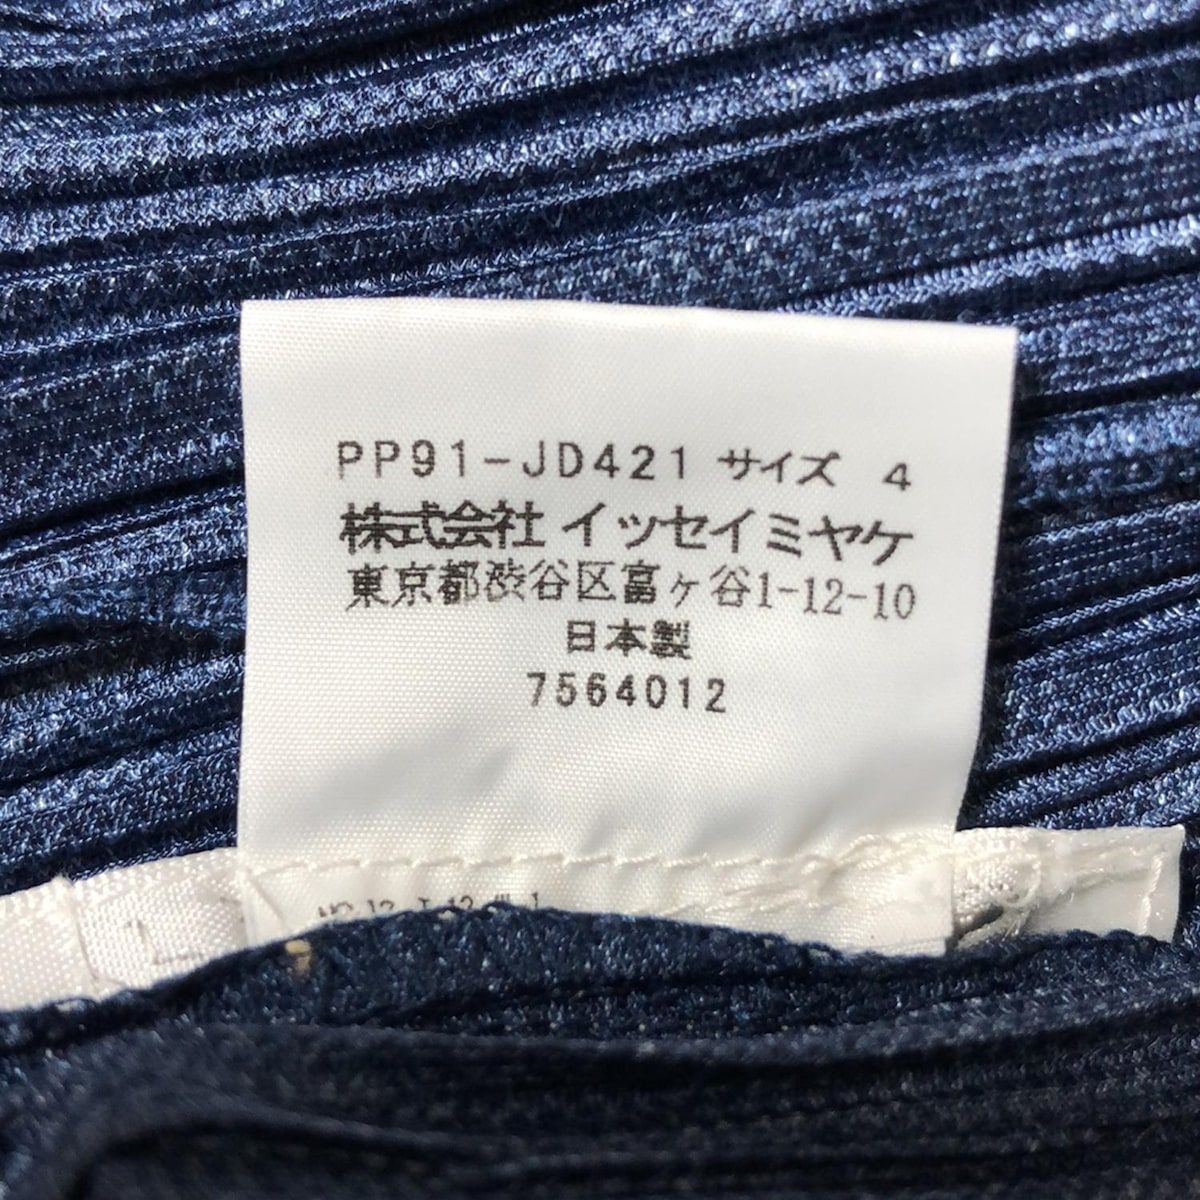 PP91-JD421 サイズ 4
株式会社 イッセイミヤケ
東京都渋谷区富ヶ谷1-12-10
日本製
7564012